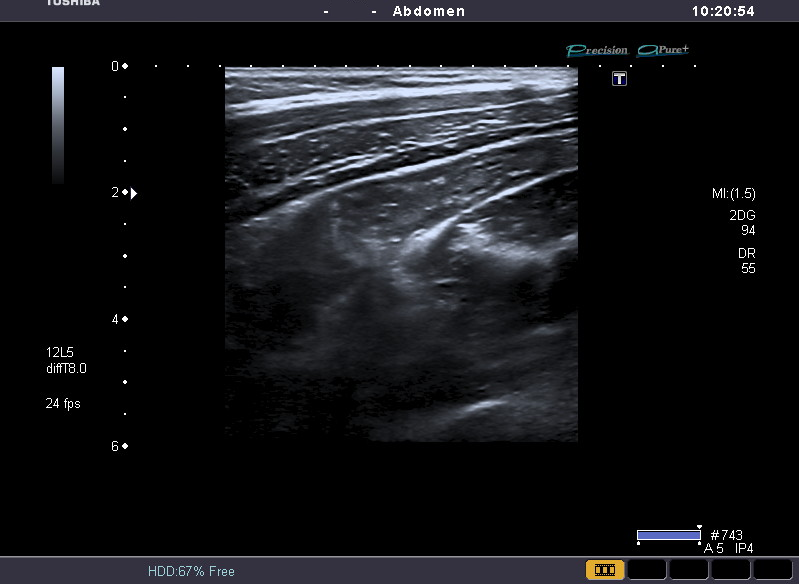 TOSHIBA
- - Abdomen 10:20:54
Precision APure+
0
T
2
MI:(1.5)
2DG
94
DR
55
4
12L5
diffT8.0
24 fps
6
#743
A 5 IP4
HDD:67% Free